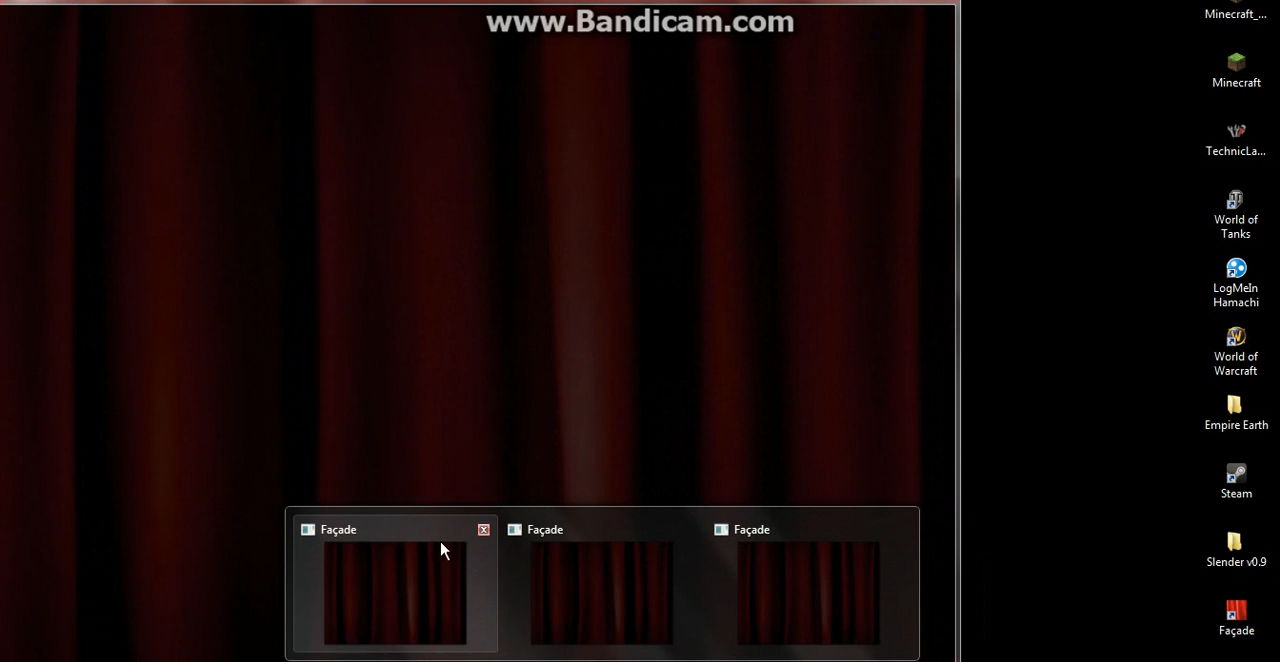 www.Bandicam.com
Minecraft_...
Minecraft
TechnicLa...
World of
Tanks
LogMeIn
Hamachi
World of
Warcraft
Empire Earth
Steam
Slender v0.9
Façade
Façade
Façade
Façade